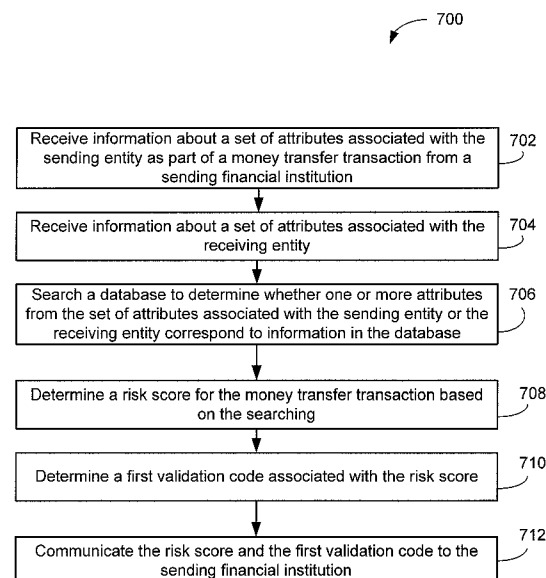 700
Receive information about a set of attributes associated with the
sending entity as part of a money transfer transaction from a
sending financial institution
702
Receive information about a set of attributes associated with the
receiving entity
704
Search a database to determine whether one or more attributes
from the set of attributes associated with the sending entity or the
receiving entity correspond to information in the database
706
Determine a risk score for the money transfer transaction based
on the searching
708
Determine a first validation code associated with the risk score
710
Communicate the risk score and the first validation code to the
sending financial institution
712